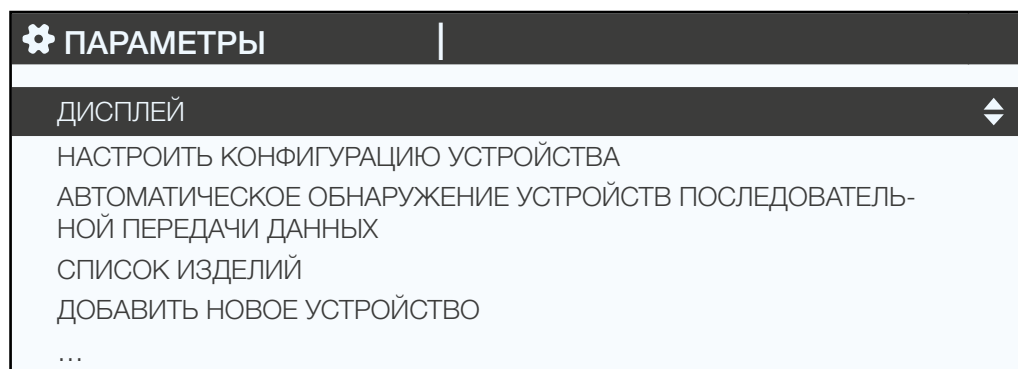 ПАРАМЕТРЫ
ДИСПЛЕЙ
НАСТРОИТЬ КОНФИГУРАЦИЮ УСТРОЙСТВА
АВТОМАТИЧЕСКОЕ ОБНАРУЖЕНИЕ УСТРОЙСТВ ПОСЛЕДОВАТЕЛЬ-
НОЙ ПЕРЕДАЧИ ДАННЫХ
СПИСОК ИЗДЕЛИЙ
ДОБАВИТЬ НОВОЕ УСТРОЙСТВО
…